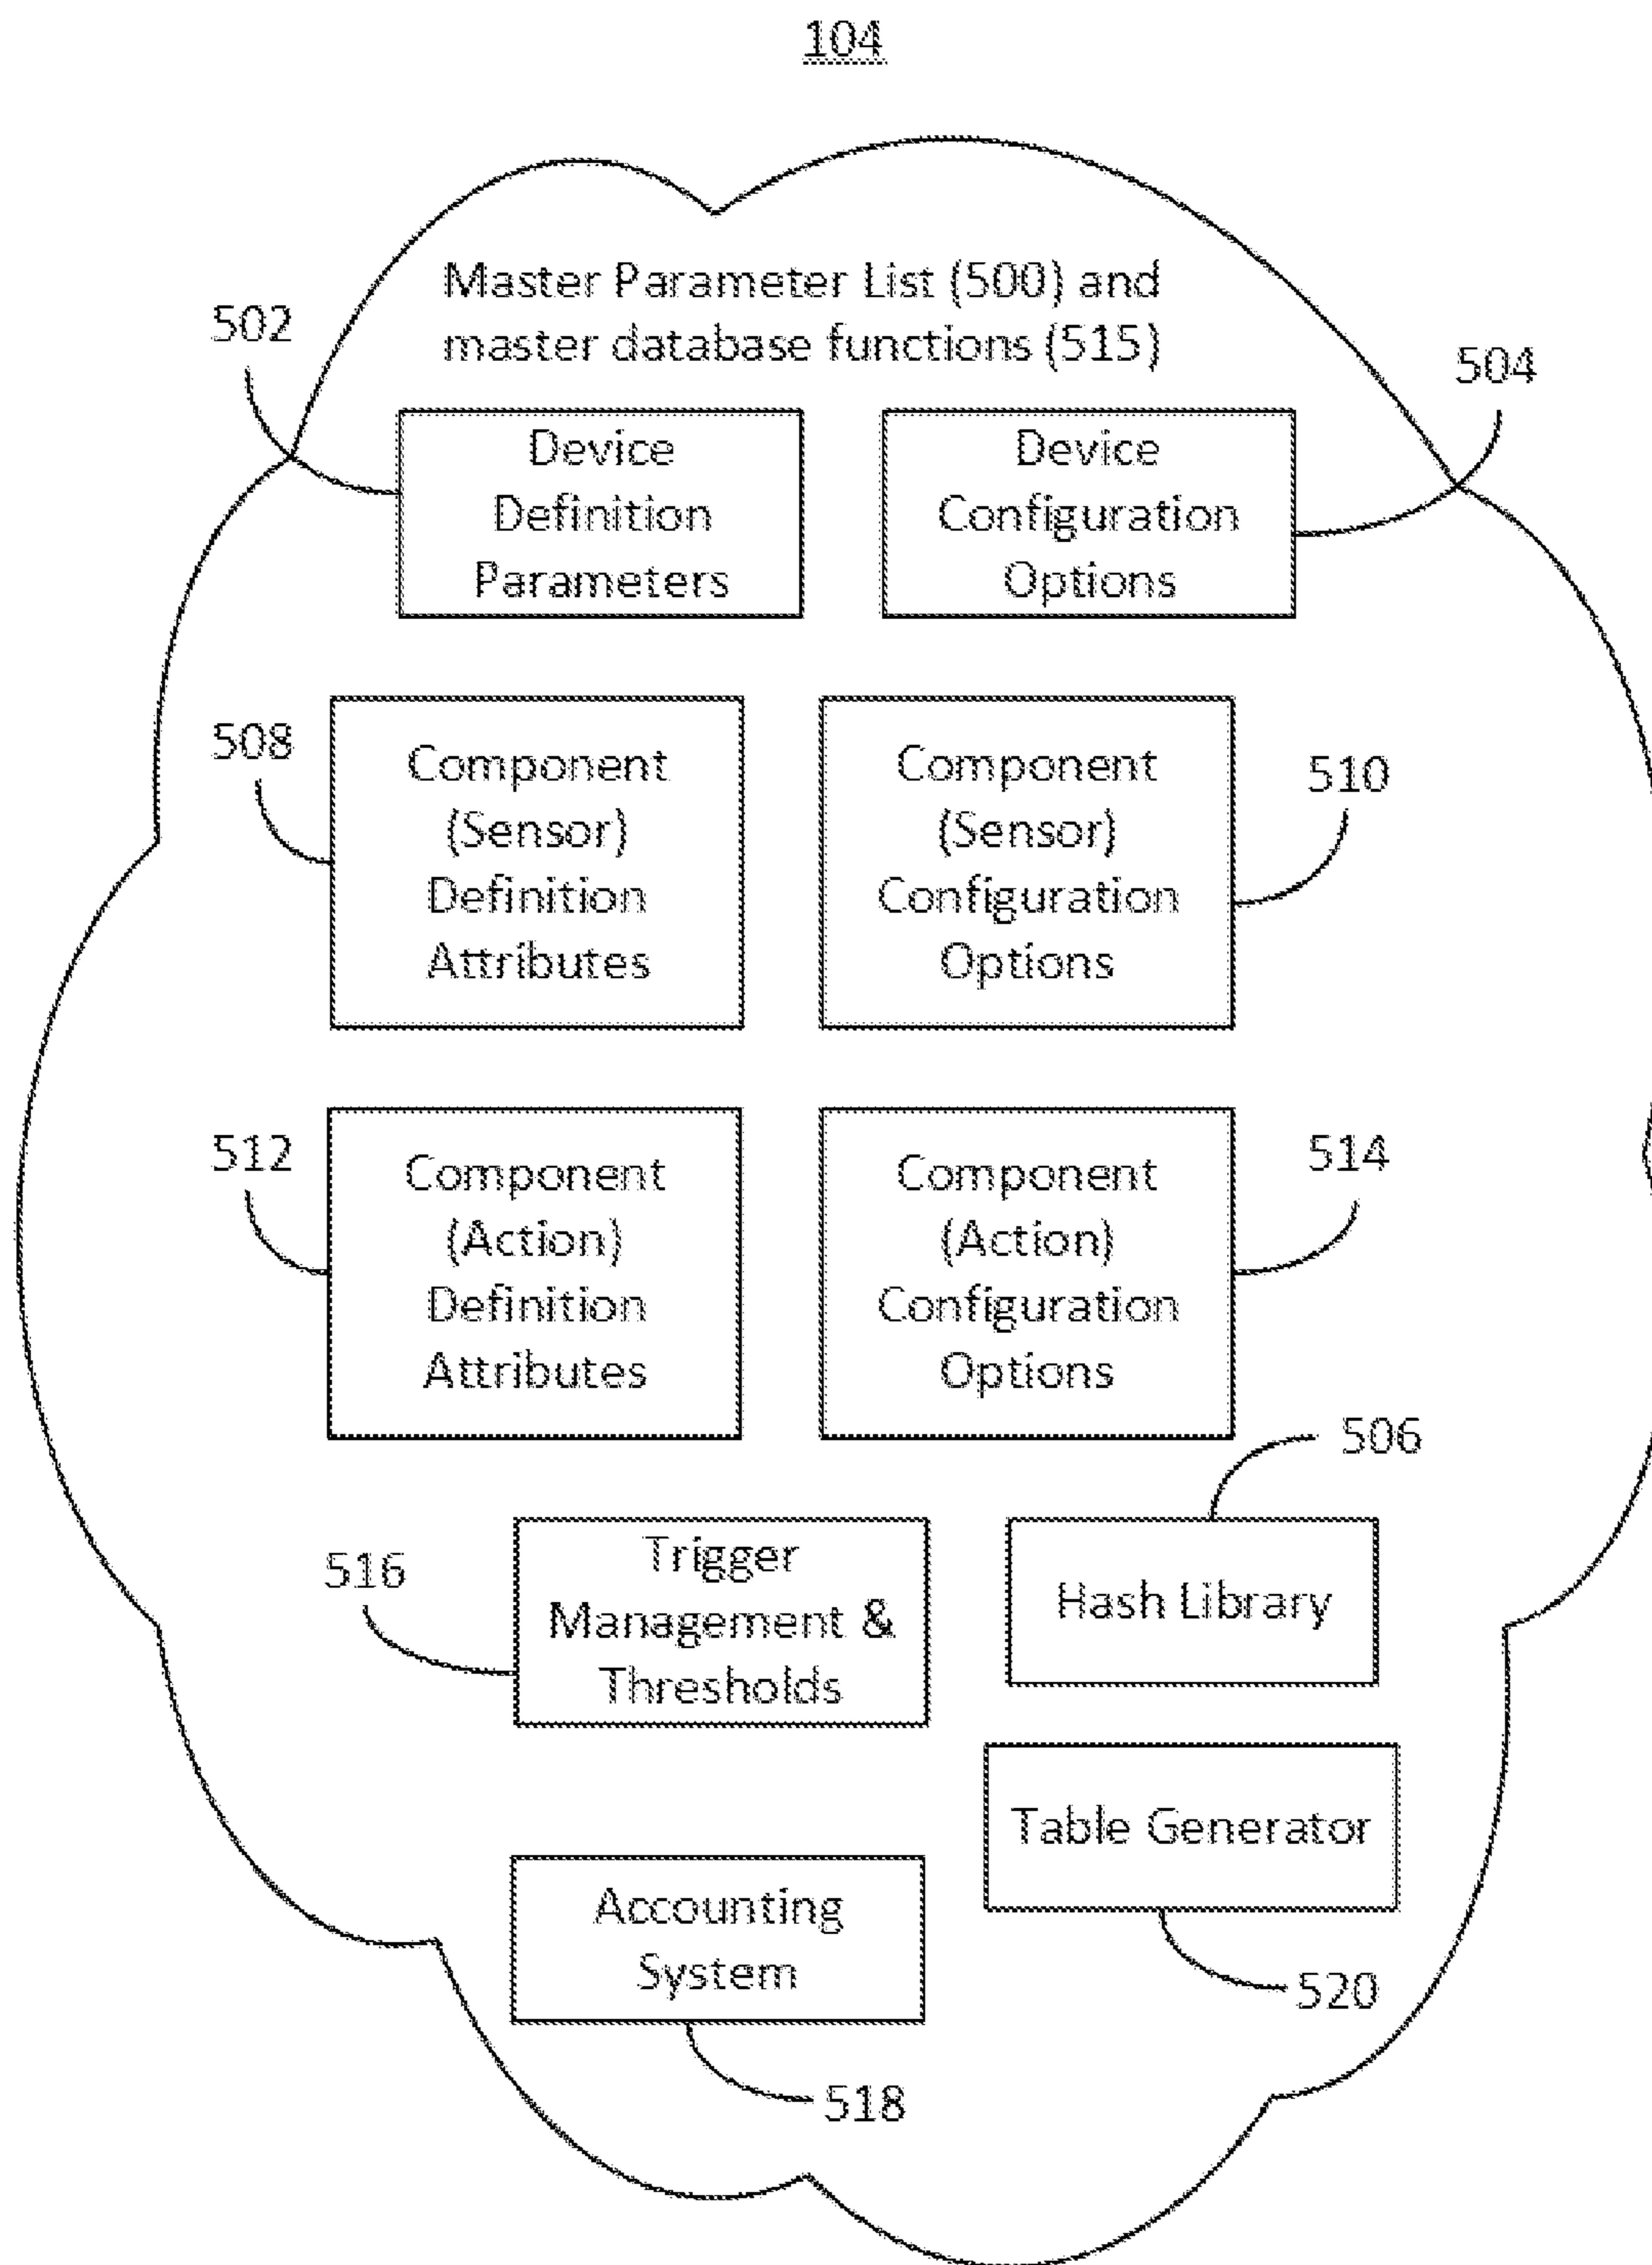 104
Master Parameter List (500) and
master database functions (515)
502
504
Device
Definition
Parameters
Device
Configuration
Options
508
Component
(Sensor)
Definition
Attributes
Component
(Sensor)
Configuration
Options
510
512
Component
(Action)
Definition
Attributes
Component
(Action)
Configuration
Options
514
506
516
Trigger
Management &
Thresholds
Hash Library
Table Generator
Accounting
System
520
518